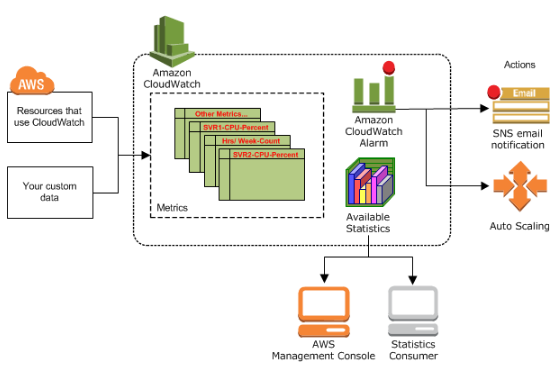 Amazon
CloudWatch
Actions
AWS
Resources that
use CloudWatch
Your custom
data
Other Metrics...
SVR1-CPU-Percent
Hrs/ Week-Count
SVR2-CPU-Percent
Metrics
Amazon
CloudWatch
Alarm
Available
Statistics
Email
SNS email
notification
Auto Scaling
AWS
Management Console
Statistics
Consumer